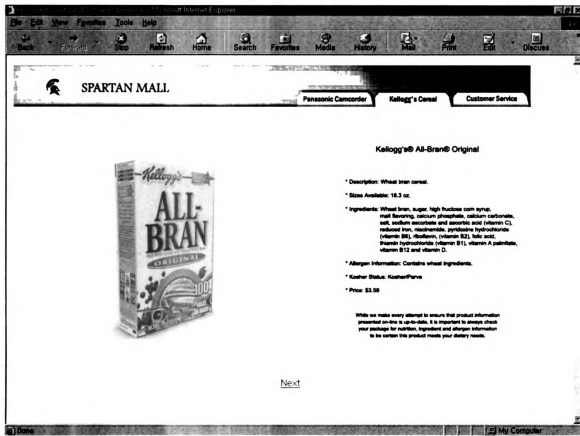 Microsoft Internet Explorer
File Edit View Favorites Tools Help
Back Forward Stop Refresh Home Search Favorites Media History Mail Print Edit Discuss
SPARTAN MALL
Panasonic Camcorder Kellogg's Cereal Customer Service
Kellogg's® All-Bran® Original
* Description: Wheat bran cereal.
* Sizes Available: 18.3 oz.
* Ingredients: Wheat bran, sugar, high fructose corn syrup,
malt flavoring, calcium phosphate, calcium carbonate,
salt, sodium ascorbate and ascorbic acid (vitamin C),
reduced iron, niacinamide, pyridoxine hydrochloride
(vitamin B6), riboflavin, (vitamin B2), folic acid,
thiamin hydrochloride (vitamin B1), vitamin A palmitate,
vitamin B12 and vitamin D.
* Allergen Information: Contains wheat ingredients.
* Kosher Status: Kosher/Parve
* Price: $3.59
While we make every attempt to ensure that product information
presented on-line is up-to-date, it is important to always check
your package for nutrition, ingredient and allergen information
to be certain this product meets your dietary needs.
Kellogg's
ALL-
BRAN
ORIGINAL
100
Next
Done My Computer